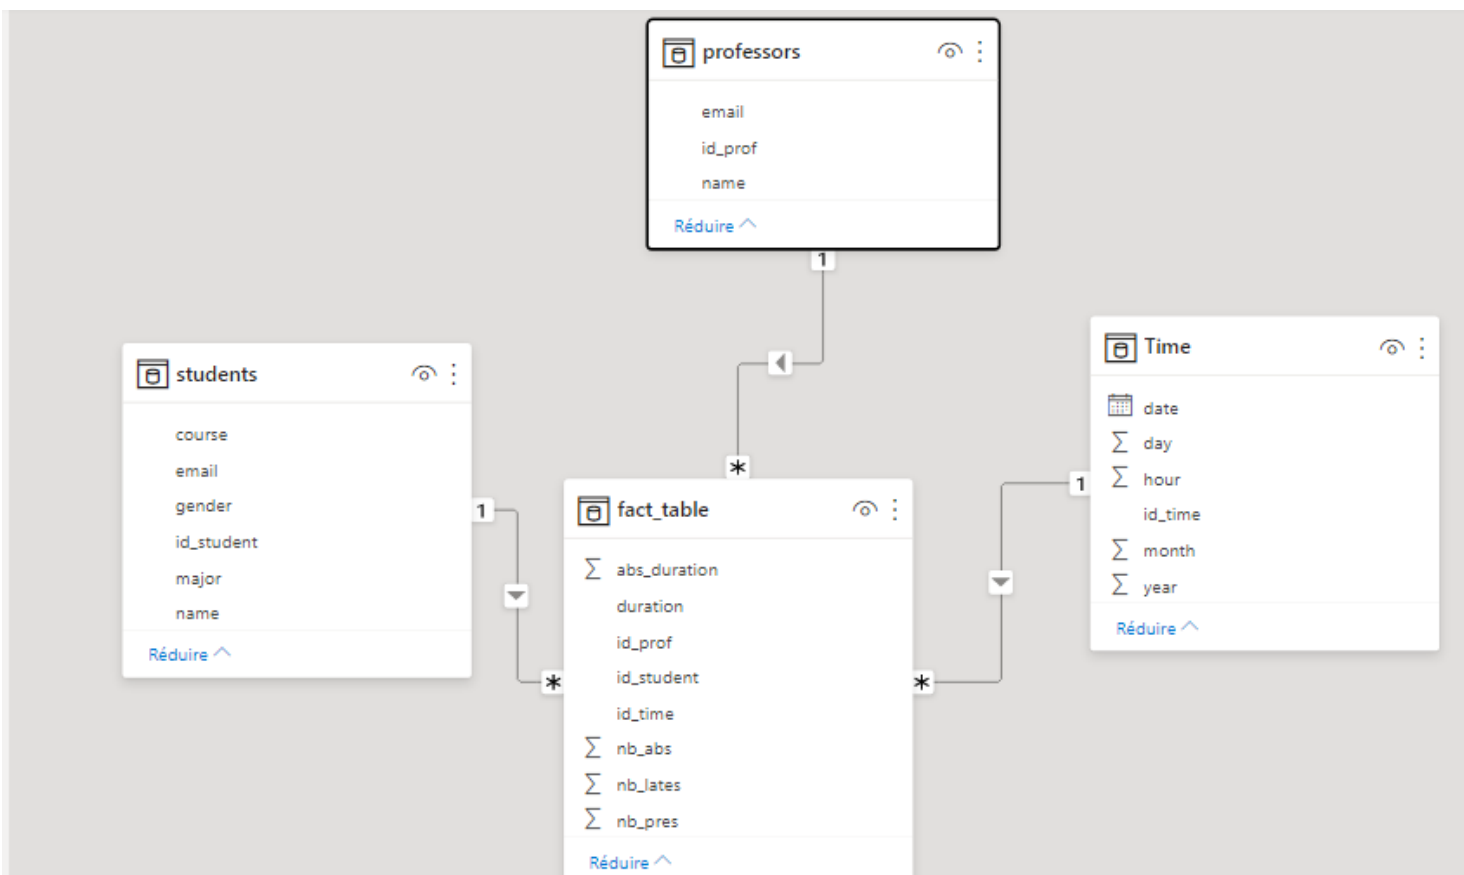 professors
email
id_prof
name
Réduire
1
students
course
email
gender
id_student
major
name
Réduire
1
*
*
fact_table
abs_duration
duration
id_prof
id_student
id_time
nb_abs
nb_lates
nb_pres
Réduire
*
1
Time
date
day
hour
id_time
month
year
Réduire